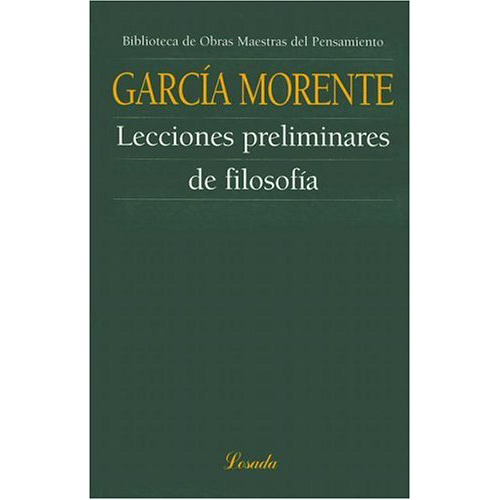 Biblioteca de Obras Maestras del Pensamiento
GARCÍA MORENTE
Lecciones preliminares
de filosofía
Losada